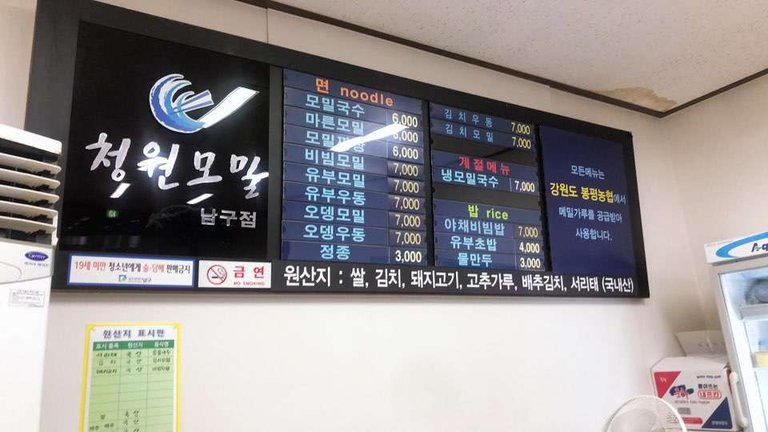 청원모밀
남구점
면 noodle
모밀국수 6,000
마른모밀 6,000
6,000
비빔모밀 7,000
유부모밀 7,000
유부우동 7,000
오뎅모밀 7,000
오뎅우동 7,000
정종 3,000
김치우동 7,000
김치모밀 7,000
계절메뉴
냉모밀국수 7,000
밥 rice
야채비빔밥 7,000
유부초밥 4,000
물만두 3,000
모든메뉴는
강원도 봉평농협에서
메밀가루를 공급받아
사용합니다.
19세 미만 청소년에게 술·담배 판매금지
금연
NO SMOKING
원산지 : 쌀, 김치, 돼지고기, 고추가루, 배추김치, 서리태 (국내산)
원산지 표시판
Carrier